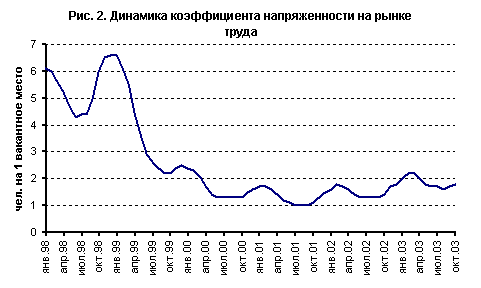 Рис. 2. Динамика коэффициента напряженности на рынке
труда
чел. на 1 вакантное место
7
6
5
4
3
2
1
0
янв.98
апр.98
июл.98
окт.98
янв.99
апр.99
июл.99
окт.99
янв.00
апр.00
июл.00
окт.00
янв.01
апр.01
июл.01
окт.01
янв.02
апр.02
июл.02
окт.02
янв.03
апр.03
июл.03
окт.03